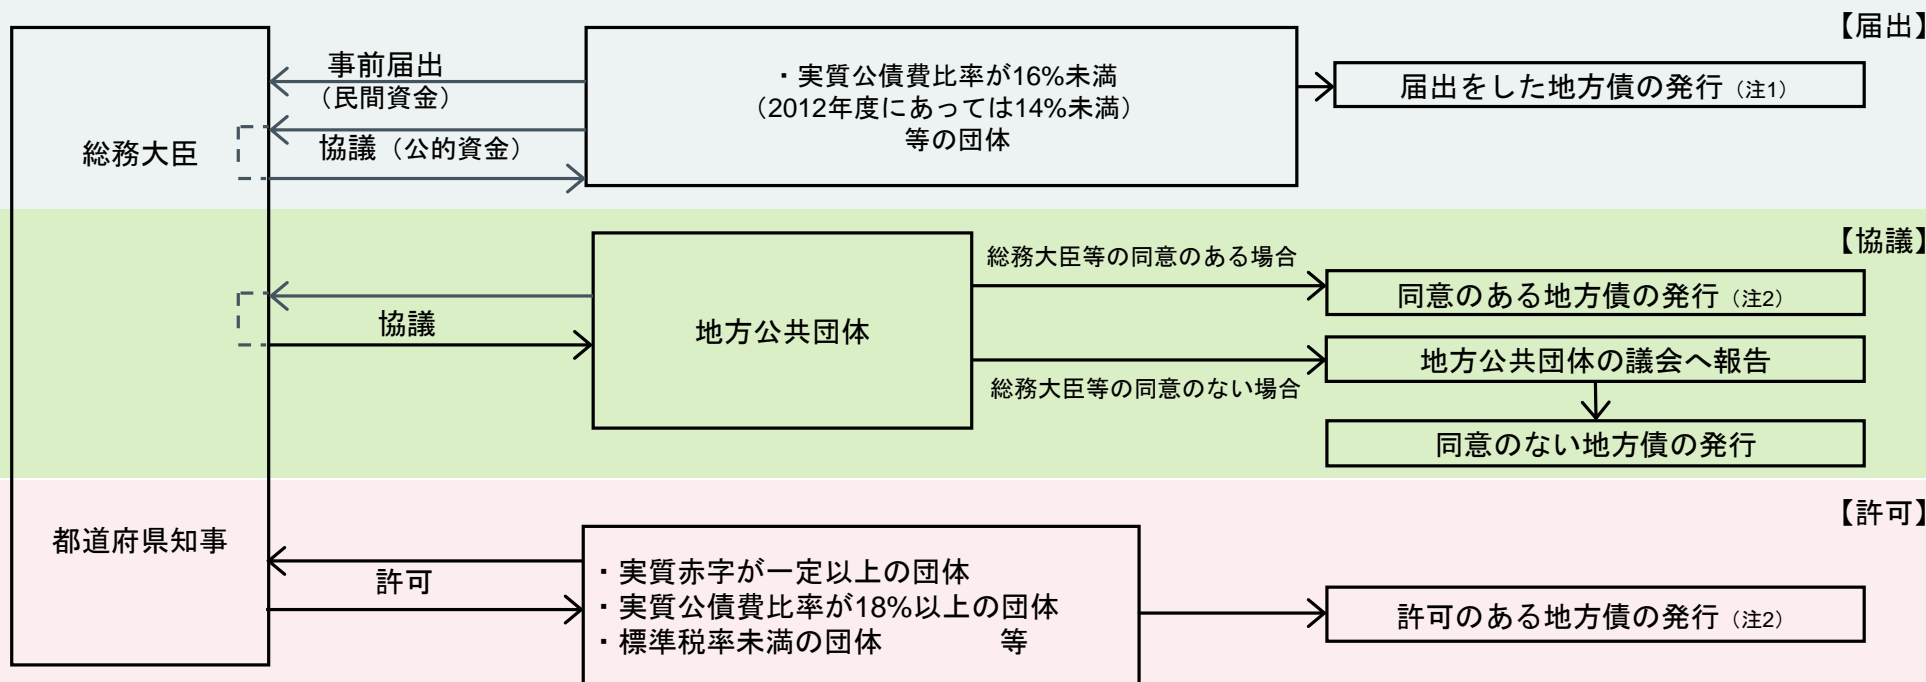 【届出】
事前届出
（民間資金）
協議（公的資金）
総務大臣
・実質公債費比率が16%未満
（2012年度にあっては14%未満）
等の団体
届出をした地方債の発行（注1）
【協議】
協議
地方公共団体
総務大臣等の同意のある場合
同意のある地方債の発行（注2）
総務大臣等の同意のない場合
地方公共団体の議会へ報告
同意のない地方債の発行
【許可】
都道府県知事
許可
・実質赤字が一定以上の団体
・実質公債費比率が18%以上の団体
・標準税率未満の団体　　　　等
許可のある地方債の発行（注2）